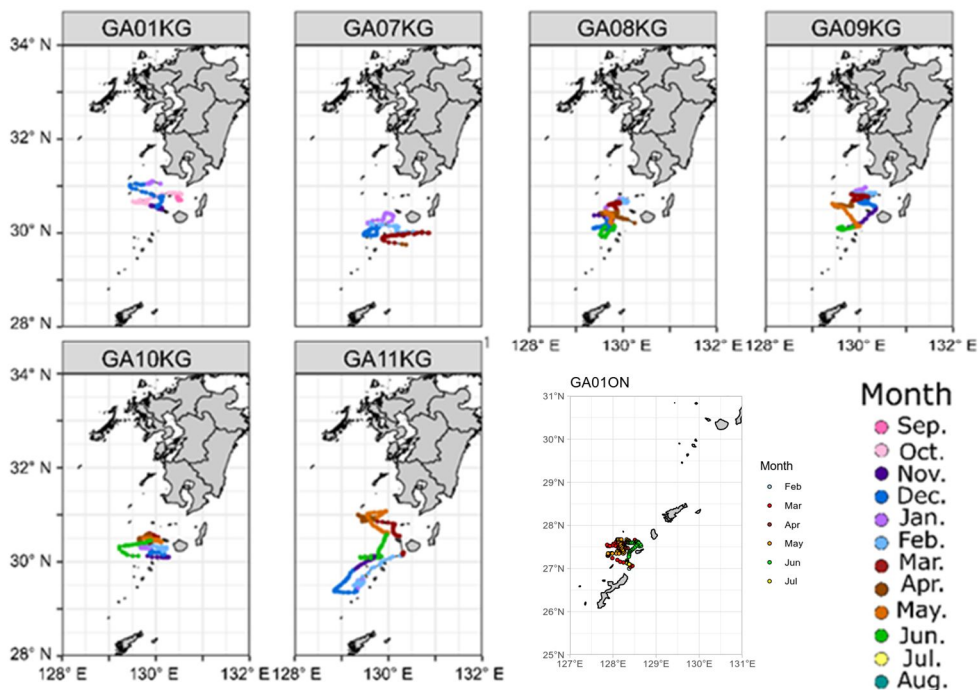 GA01KG
GA07KG
GA08KG
GA09KG
34° N
32° N
30° N
28° N
128° E
130° E
132° E
128° E
130° E
132° E
GA10KG
GA11KG
1
34° N
32° N
30° N
28° N
128° E
130° E
132° E
128° E
130° E
132° E
GA01ON
31°N
30°N
29°N
28°N
27°N
26°N
25°N
127°E
128°E
129°E
130°E
131°E
Month
Feb
Mar
Apr
May
Jun
Jul
Month
Sep.
Oct.
Nov.
Dec.
Jan.
Feb.
Mar.
Apr.
May.
Jun.
Jul.
Aug.